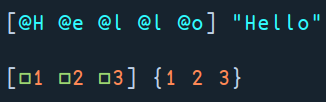 [@H @e @l @l @o] "Hello"
[□1 □2 □3] {1 2 3}